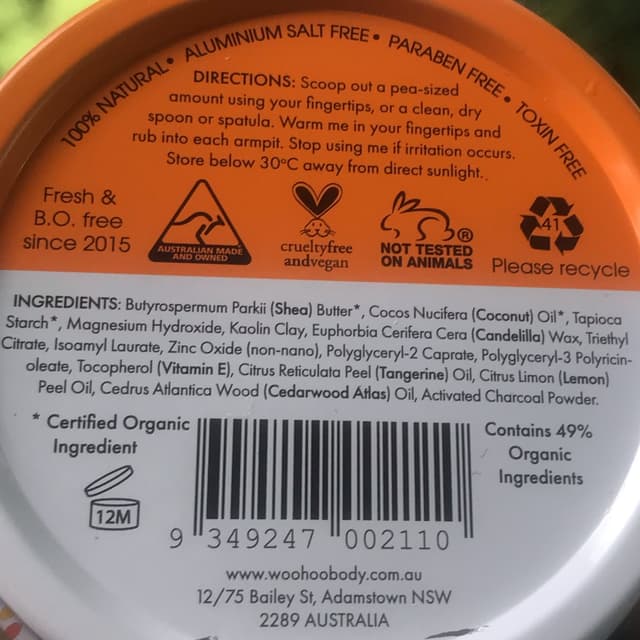 100% NATURAL • ALUMINIUM SALT FREE • PARABEN FREE • TOXIN FREE
DIRECTIONS: Scoop out a pea-sized
amount using your fingertips, or a clean, dry
spoon or spatula. Warm me in your fingertips and
rub into each armpit. Stop using me if irritation occurs.
Store below 30°C away from direct sunlight.
Fresh &
B.O. free
since 2015
AUSTRALIAN MADE
AND OWNED
crueltyfree
andvegan
®
NOT TESTED
ON ANIMALS
41
Please recycle
INGREDIENTS: Butyrospermum Parkii (Shea) Butter*, Cocos Nucifera (Coconut) Oil*, Tapioca
Starch*, Magnesium Hydroxide, Kaolin Clay, Euphorbia Cerifera Cera (Candelilla) Wax, Triethyl
Citrate, Isoamyl Laurate, Zinc Oxide (non-nano), Polyglyceryl-2 Caprate, Polyglyceryl-3 Polyricin-
oleate, Tocopherol (Vitamin E), Citrus Reticulata Peel (Tangerine) Oil, Citrus Limon (Lemon)
Peel Oil, Cedrus Atlantica Wood (Cedarwood Atlas) Oil, Activated Charcoal Powder.
* Certified Organic
Ingredient
12M
Contains 49%
Organic
Ingredients
9 349247 002110
www.woohoobody.com.au
12/75 Bailey St, Adamstown NSW
2289 AUSTRALIA